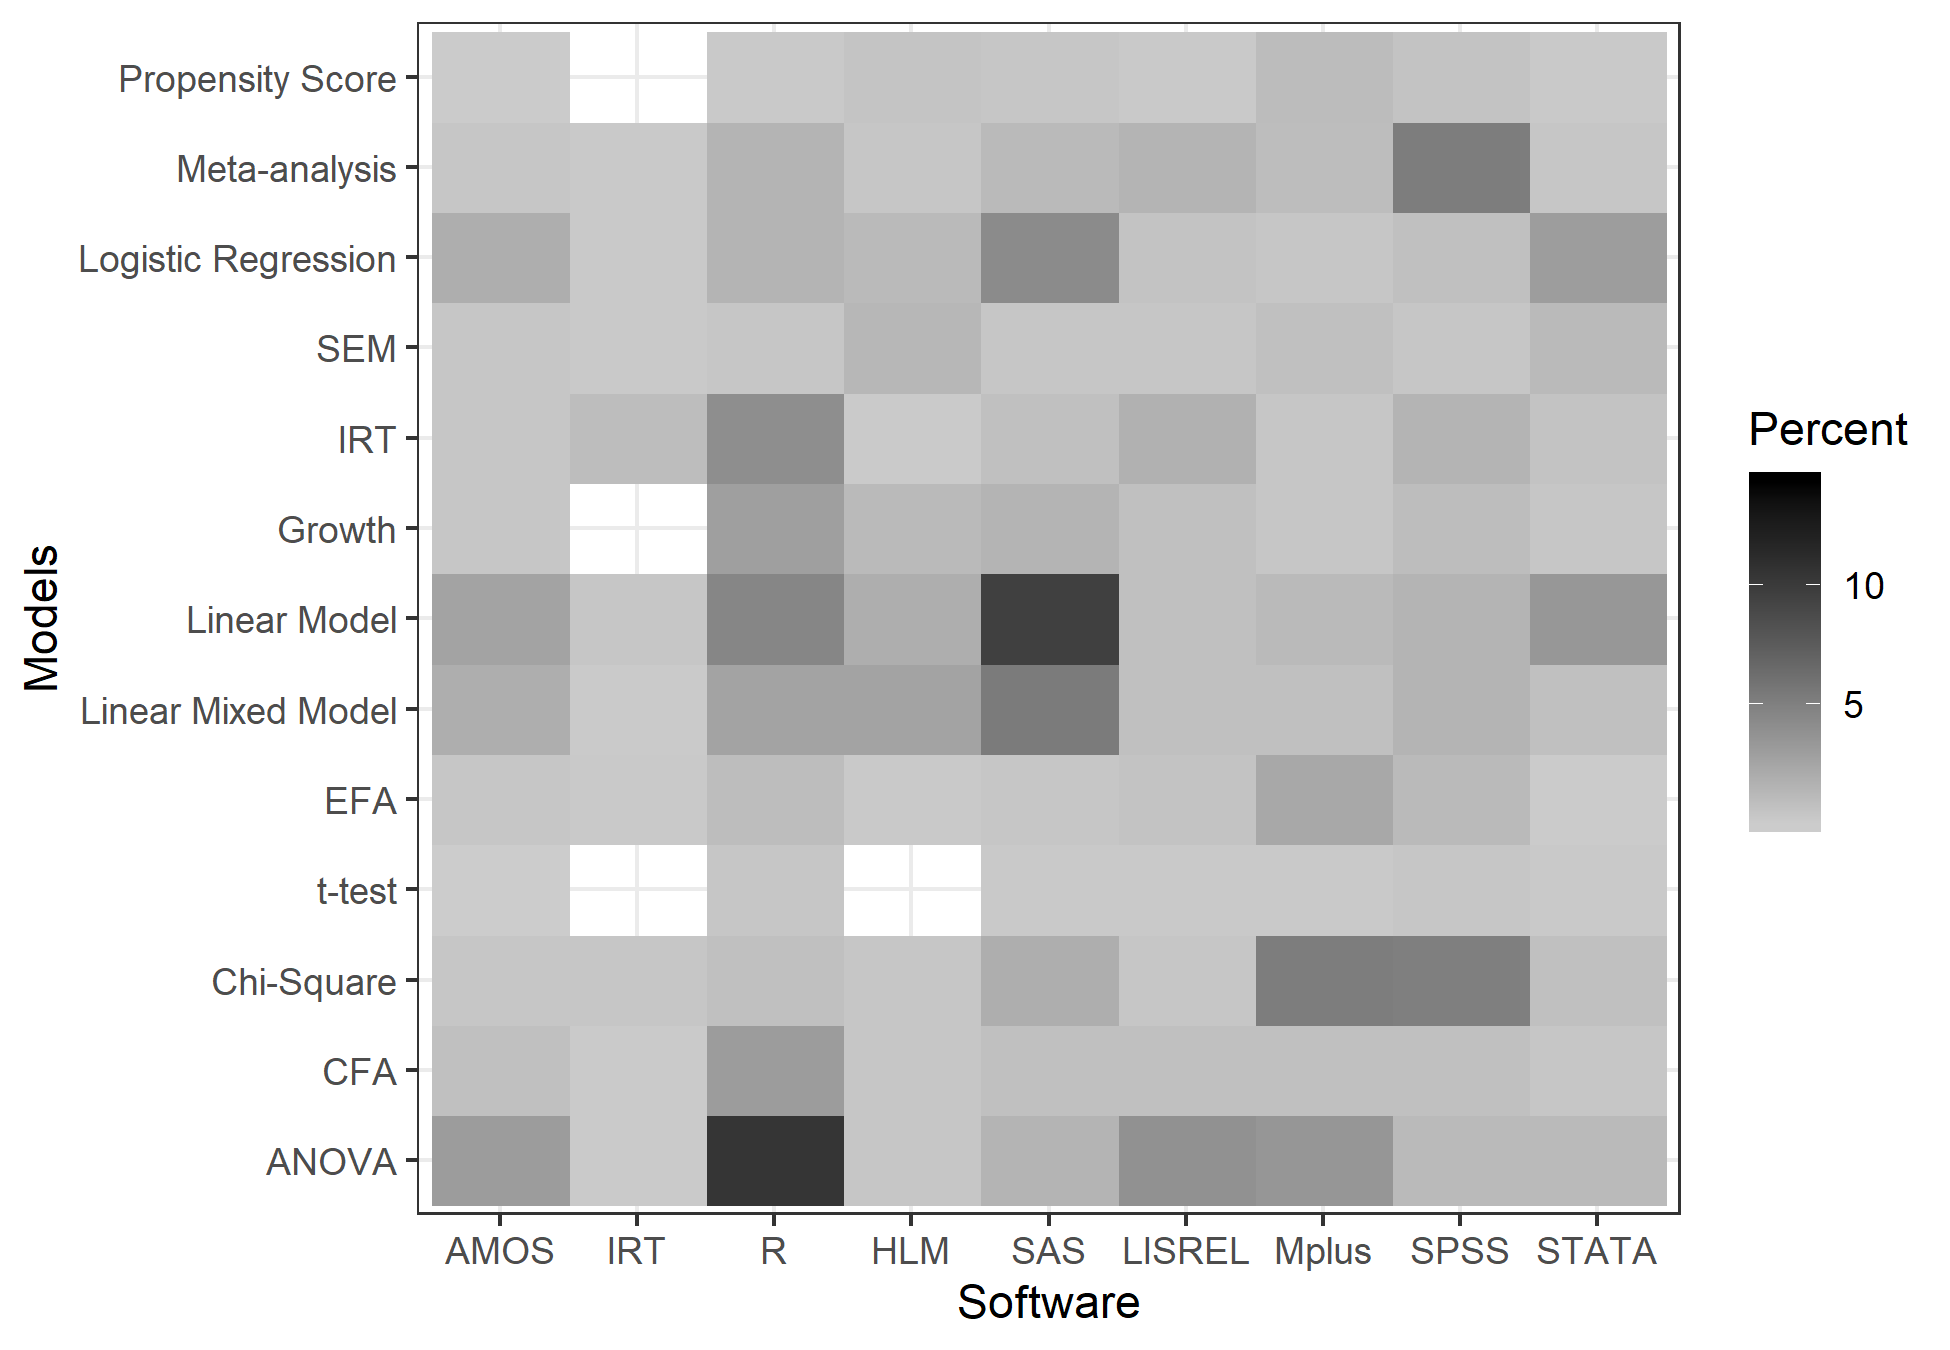 Propensity Score
Meta-analysis
Logistic Regression
SEM
IRT
Growth
Linear Model
Linear Mixed Model
EFA
t-test
Chi-Square
CFA
ANOVA
Models
AMOS IRT R HLM SAS LISREL Mplus SPSS STATA
Software
Percent
10
5